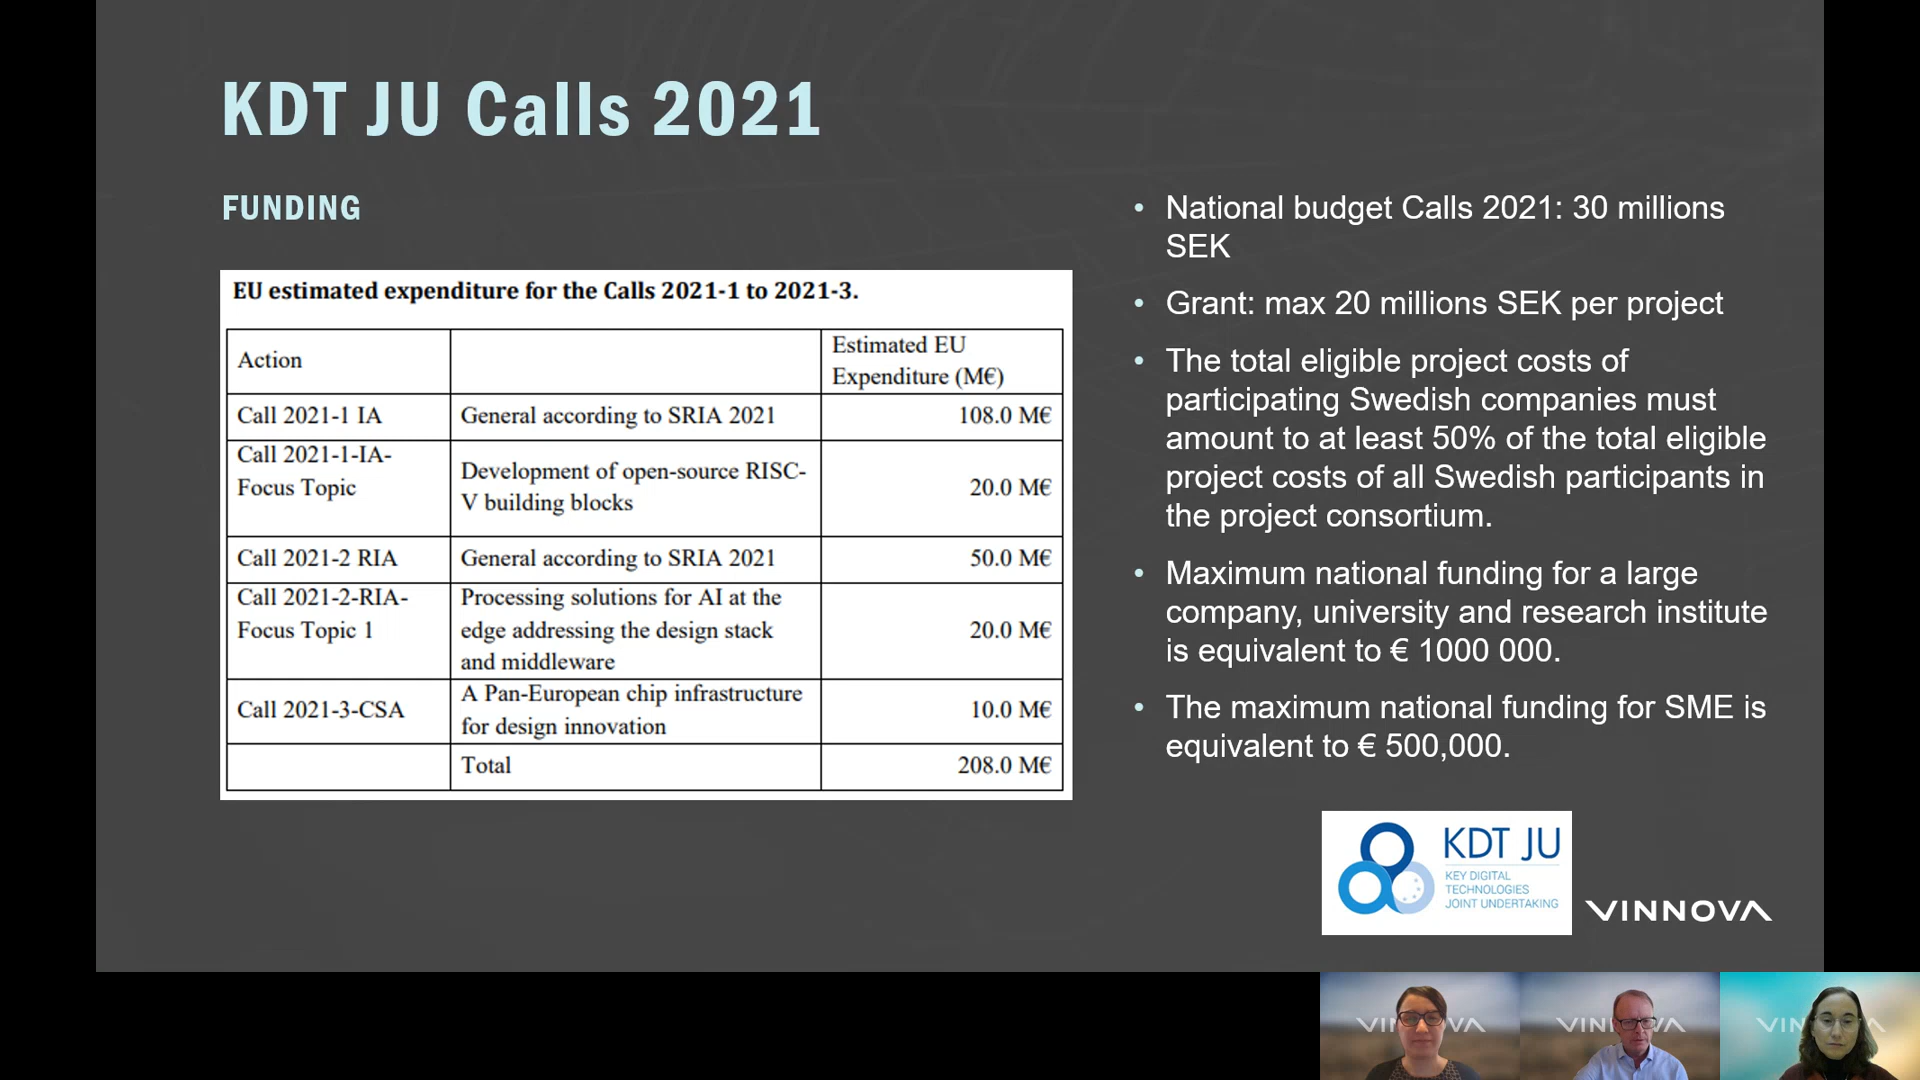 KDT JU Calls 2021
FUNDING
EU estimated expenditure for the Calls 2021-1 to 2021-3.
Action
Estimated EU
Expenditure (M€)
Call 2021-1 IA
General according to SRIA 2021
108.0 M€
Call 2021-1-IA-
Focus Topic
Development of open-source RISC-
V building blocks
20.0 M€
Call 2021-2 RIA
General according to SRIA 2021
50.0 M€
Call 2021-2-RIA-
Focus Topic 1
Processing solutions for AI at the
edge addressing the design stack
and middleware
20.0 M€
Call 2021-3-CSA
A Pan-European chip infrastructure
for design innovation
10.0 M€
Total
208.0 M€
• National budget Calls 2021: 30 millions
SEK
• Grant: max 20 millions SEK per project
• The total eligible project costs of
participating Swedish companies must
amount to at least 50% of the total eligible
project costs of all Swedish participants in
the project consortium.
• Maximum national funding for a large
company, university and research institute
is equivalent to € 1000 000.
• The maximum national funding for SME is
equivalent to € 500,000.
KDT JU
KEY DIGITAL
TECHNOLOGIES
JOINT UNDERTAKING
VINNOVA